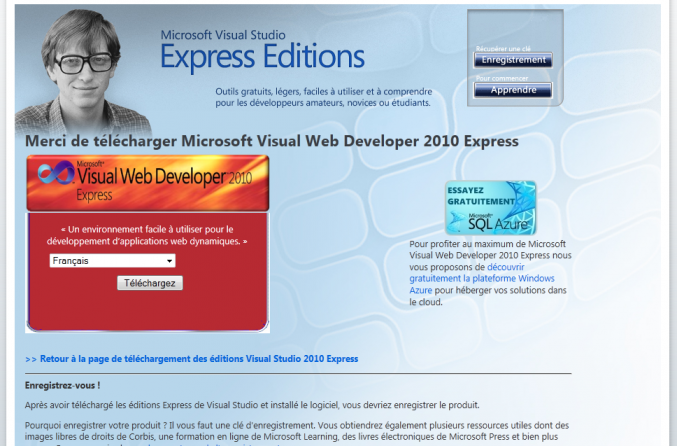 Microsoft Visual Studio
Express Editions
Outils gratuits, légers, faciles à utiliser et à comprendre
pour les développeurs amateurs, novices ou étudiants.
Récupérer une clé
Enregistrement
Pour commencer
Apprendre
Merci de télécharger Microsoft Visual Web Developer 2010 Express
Microsoft®
Visual Web Developer 2010
Express
« Un environnement facile à utiliser pour le
développement d'applications web dynamiques. »
Français
Téléchargez
ESSAYEZ
GRATUITEMENT
Microsoft®
SQL Azure
Pour profiter au maximum de Microsoft
Visual Web Developer 2010 Express nous
vous proposons de découvrir
gratuitement la plateforme Windows
Azure pour héberger vos solutions dans
le cloud.
>> Retour à la page de téléchargement des éditions Visual Studio 2010 Express
Enregistrez-vous !
Après avoir téléchargé les éditions Express de Visual Studio et installé le logiciel, vous devriez enregistrer le produit.
Pourquoi enregistrer votre produit ? Il vous faut une clé d'enregistrement. Vous obtiendrez également plusieurs ressources utiles dont des
images libres de droits de Corbis, une formation en ligne de Microsoft Learning, des livres électroniques de Microsoft Press et bien plus